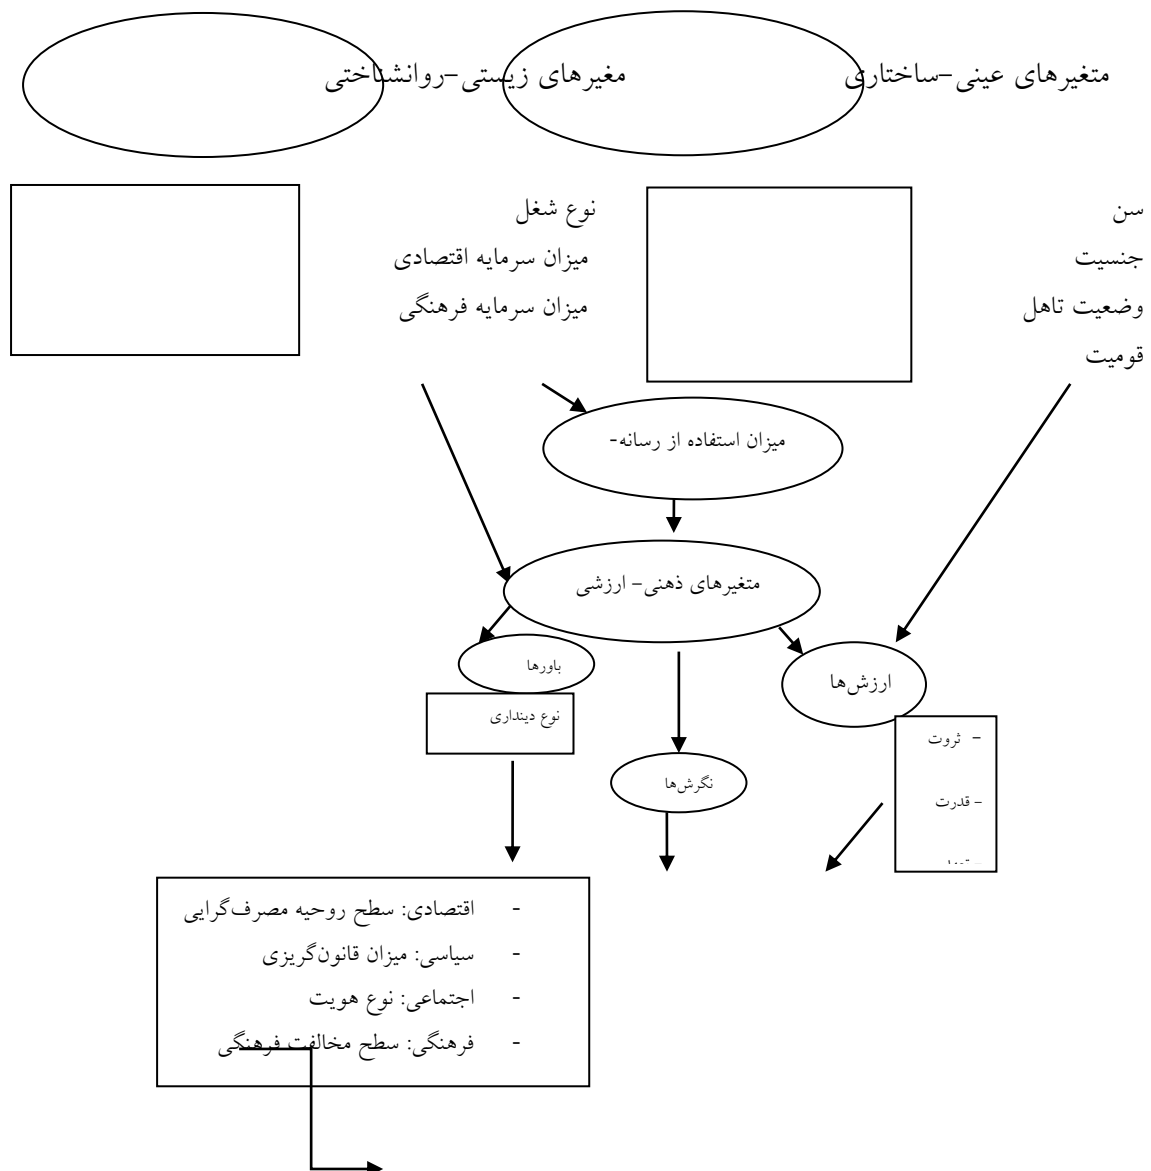 متغیرهای عینی-ساختاری
مغیرهای زیستی-روانشناختی
سن
جنسیت
وضعیت تاهل
قومیت
نوع شغل
میزان سرمایه اقتصادی
میزان سرمایه فرهنگی
میزان استفاده از رسانه-
متغیرهای ذهنی- ارزشی
باورها
ارزش‌ها
نوع دینداری
- ثروت
نگرش‌ها
- قدرت
- اقتصادی: سطح روحیه مصرف‌گرایی
- سیاسی: میزان قانون‌گریزی
- اجتماعی: نوع هویت
- فرهنگی: سطح مخالفت فرهنگی